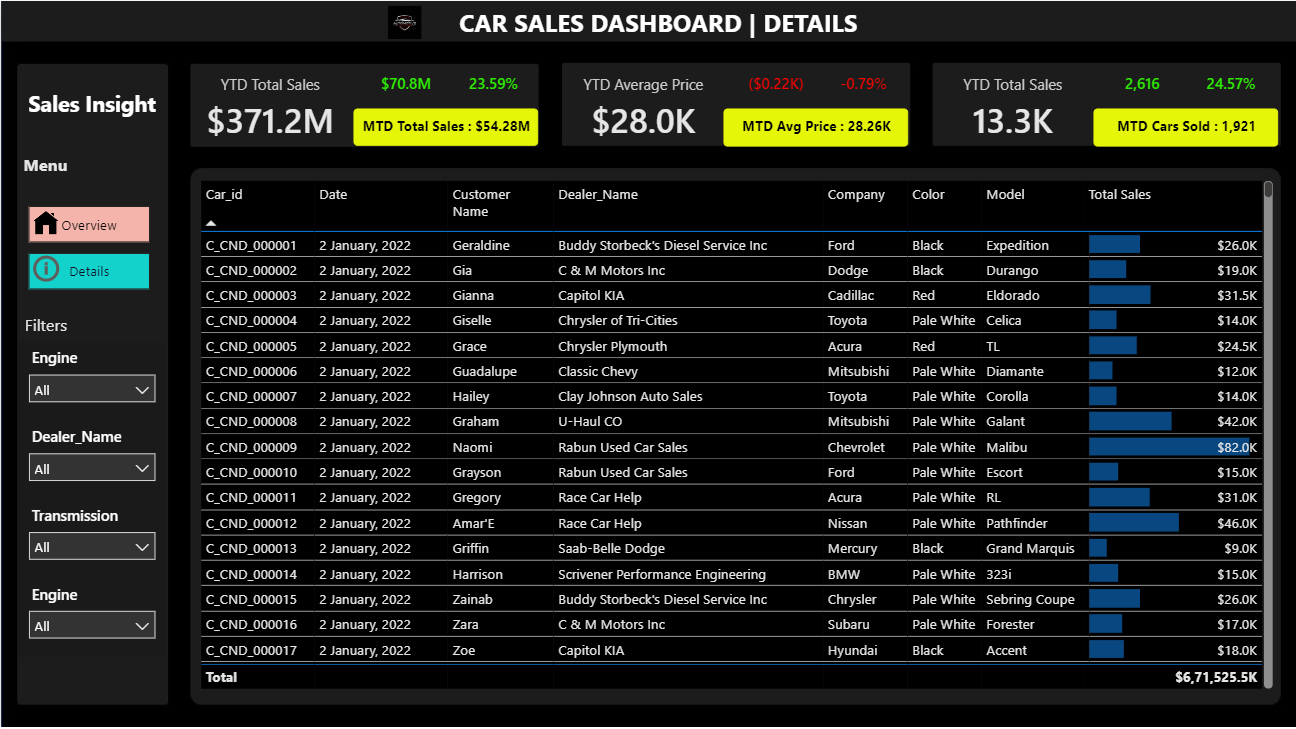 CAR SALES DASHBOARD | DETAILS
Sales Insight
Menu
Overview
Details
Filters
Engine
All
Dealer_Name
All
Transmission
All
Engine
All
YTD Total Sales $70.8M 23.59%
$371.2M MTD Total Sales : $54.28M
YTD Average Price ($0.22K) -0.79%
$28.0K MTD Avg Price : 28.26K
YTD Total Sales 2,616 24.57%
13.3K MTD Cars Sold : 1,921
Car_id Date Customer Name Dealer_Name Company Color Model Total Sales
C_CND_000001 2 January, 2022 Geraldine Buddy Storbeck's Diesel Service Inc Ford Black Expedition $26.0K
C_CND_000002 2 January, 2022 Gia C & M Motors Inc Dodge Black Durango $19.0K
C_CND_000003 2 January, 2022 Gianna Capitol KIA Cadillac Red Eldorado $31.5K
C_CND_000004 2 January, 2022 Giselle Chrysler of Tri-Cities Toyota Pale White Celica $14.0K
C_CND_000005 2 January, 2022 Grace Chrysler Plymouth Acura Red TL $24.5K
C_CND_000006 2 January, 2022 Guadalupe Classic Chevy Mitsubishi Pale White Diamante $12.0K
C_CND_000007 2 January, 2022 Hailey Clay Johnson Auto Sales Toyota Pale White Corolla $14.0K
C_CND_000008 2 January, 2022 Graham U-Haul CO Mitsubishi Pale White Galant $42.0K
C_CND_000009 2 January, 2022 Naomi Rabun Used Car Sales Chevrolet Pale White Malibu $82.0K
C_CND_000010 2 January, 2022 Grayson Rabun Used Car Sales Ford Pale White Escort $15.0K
C_CND_000011 2 January, 2022 Gregory Race Car Help Acura Pale White RL $31.0K
C_CND_000012 2 January, 2022 Amar'E Race Car Help Nissan Pale White Pathfinder $46.0K
C_CND_000013 2 January, 2022 Griffin Saab-Belle Dodge Mercury Black Grand Marquis $9.0K
C_CND_000014 2 January, 2022 Harrison Scrivener Performance Engineering BMW Pale White 323i $15.0K
C_CND_000015 2 January, 2022 Zainab Buddy Storbeck's Diesel Service Inc Chrysler Pale White Sebring Coupe $26.0K
C_CND_000016 2 January, 2022 Zara C & M Motors Inc Subaru Pale White Forester $17.0K
C_CND_000017 2 January, 2022 Zoe Capitol KIA Hyundai Black Accent $18.0K
Total $6,71,525.5K